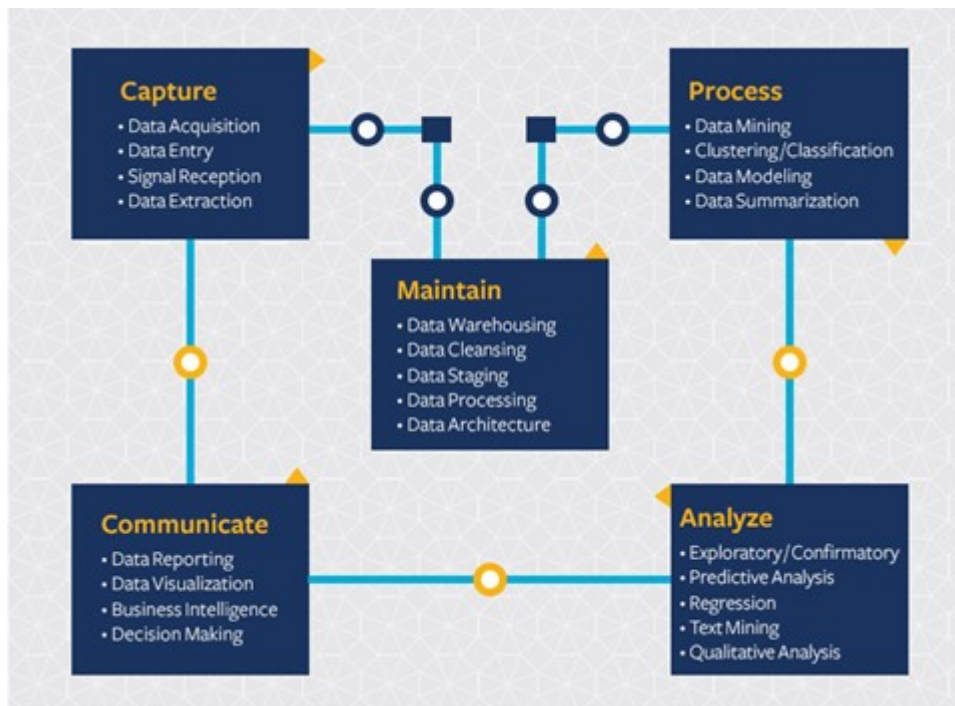 Capture
• Data Acquisition
• Data Entry
• Signal Reception
• Data Extraction
Process
• Data Mining
• Clustering/Classification
• Data Modeling
• Data Summarization
Maintain
• Data Warehousing
• Data Cleansing
• Data Staging
• Data Processing
• Data Architecture
Communicate
• Data Reporting
• Data Visualization
• Business Intelligence
• Decision Making
Analyze
• Exploratory/Confirmatory
• Predictive Analysis
• Regression
• Text Mining
• Qualitative Analysis